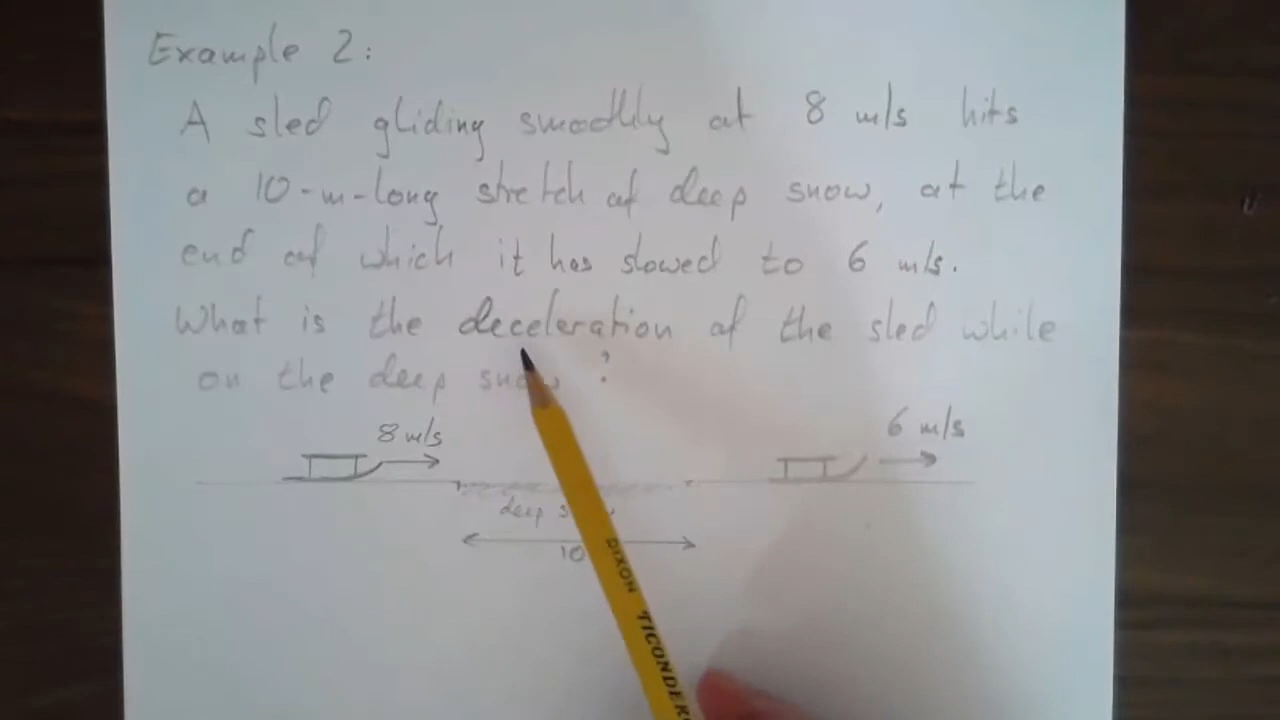 Example 2:
A sled gliding smoothly at 8 m/s hits
a 10-m-long stretch of deep snow, at the
end of which it has slowed to 6 m/s.
What is the deceleration of the sled while
on the deep snow ?
8 m/s
6 m/s
deep
10
DIXON TICONDER